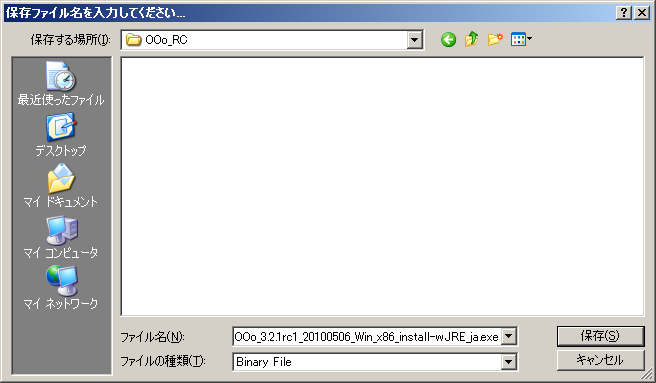 保存ファイル名を入力してください...
保存する場所(I):
OOo_RC
最近使ったファイル
デスクトップ
マイ ドキュメント
マイ コンピュータ
マイ ネットワーク
ファイル名(N):
OOo_3.2.1rc1_20100506_Win_x86_install-wJRE_ja.exe
保存(S)
ファイルの種類(T):
Binary File
キャンセル